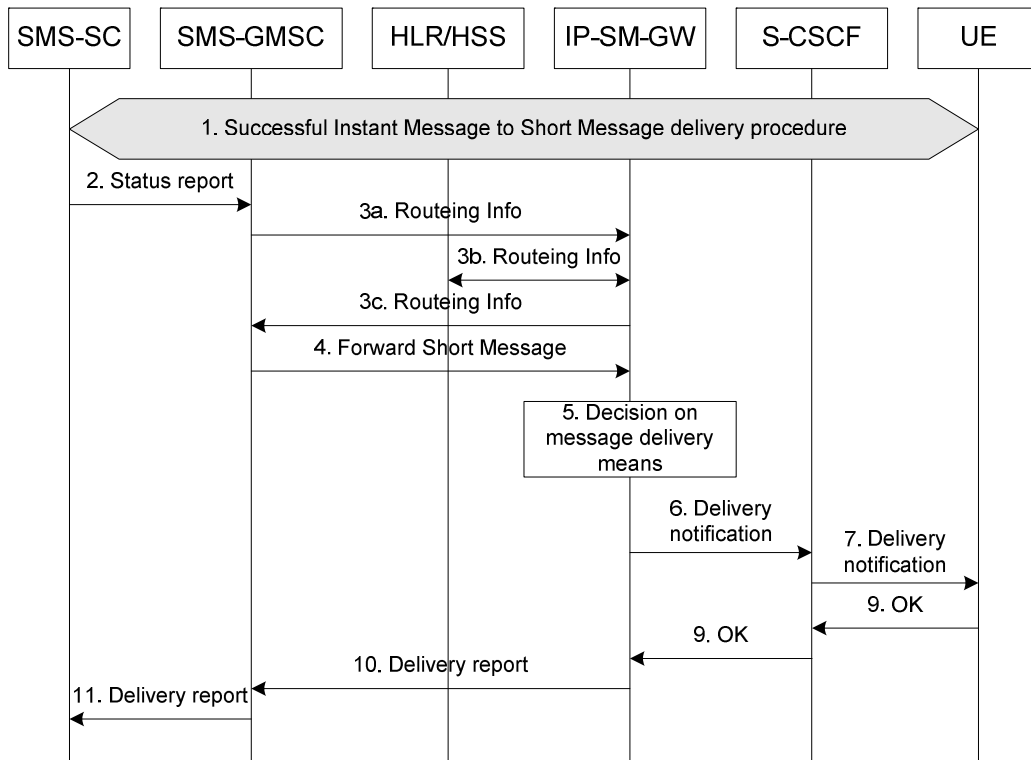 SMS-SC
SMS-GMSC
HLR/HSS
IP-SM-GW
S-CSCF
UE
1. Successful Instant Message to Short Message delivery procedure
2. Status report
3a. Routeing Info
3b. Routeing Info
3c. Routeing Info
4. Forward Short Message
5. Decision on
message delivery
means
6. Delivery
notification
7. Delivery
notification
9. OK
9. OK
10. Delivery report
11. Delivery report